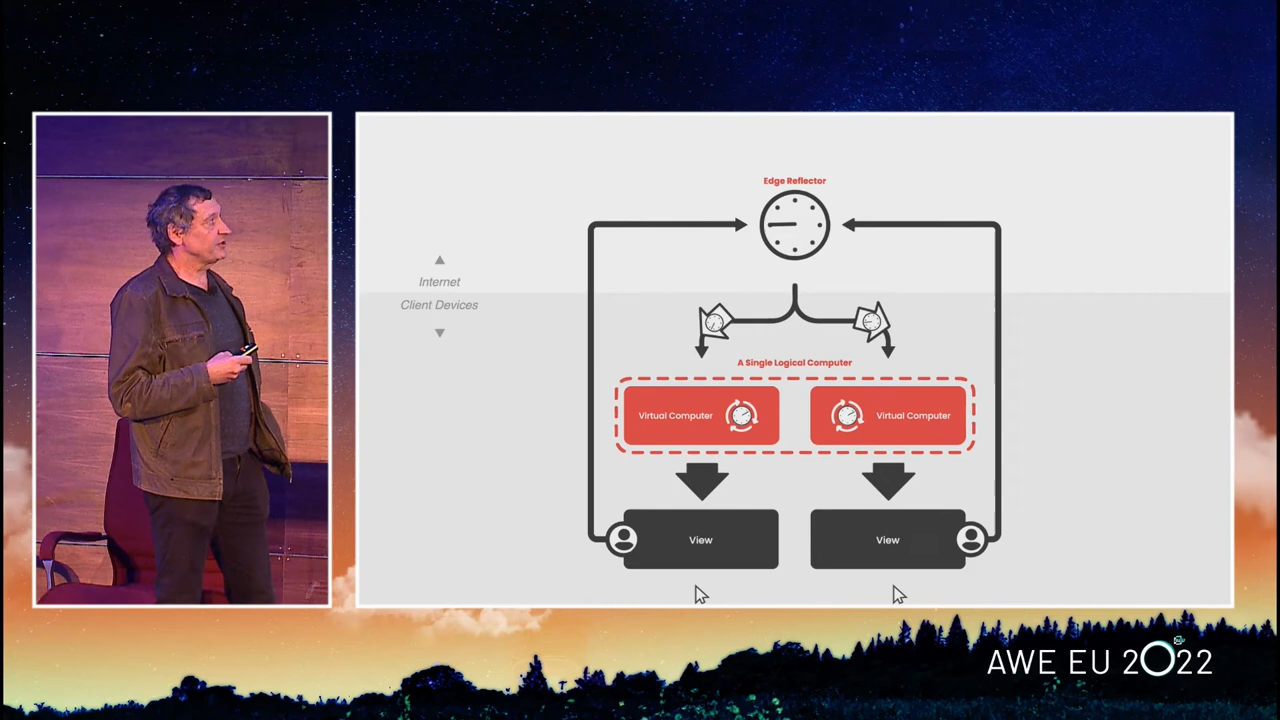 Edge Reflector
Internet
Client Devices
A Single Logical Computer
Virtual Computer
Virtual Computer
View
View
AWE EU 2022